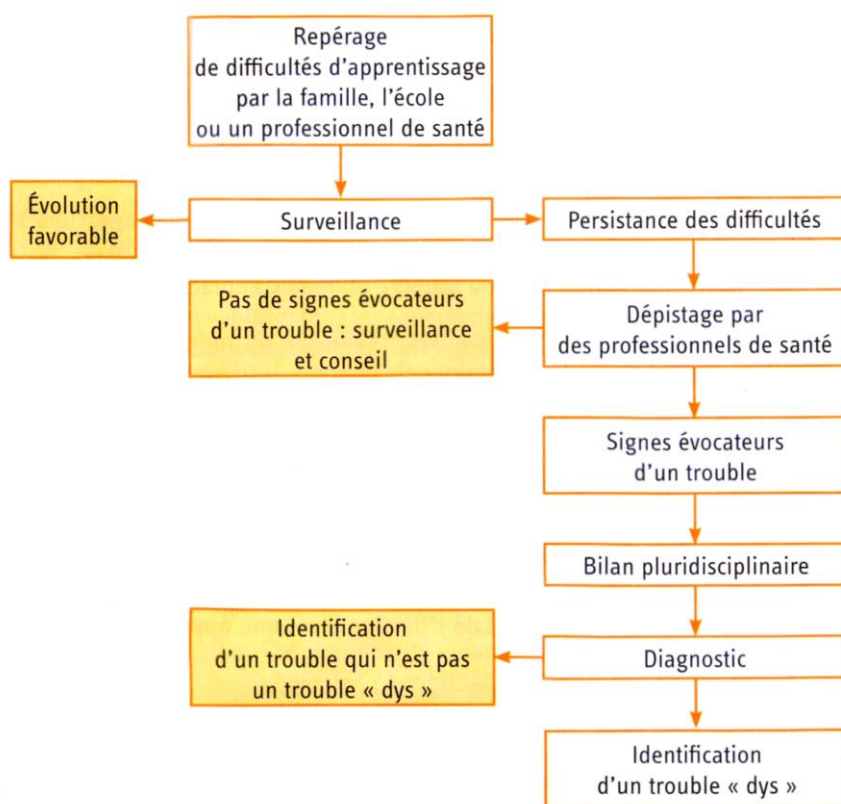 Repérage
de difficultés d'apprentissage
par la famille, l'école
ou un professionnel de santé
Évolution
favorable
Surveillance
Persistance des difficultés
Pas de signes évocateurs
d'un trouble : surveillance
et conseil
Dépistage par
des professionnels de santé
Signes évocateurs
d'un trouble
Bilan pluridisciplinaire
Identification
d'un trouble qui n'est pas
un trouble « dys »
Diagnostic
Identification
d'un trouble « dys »